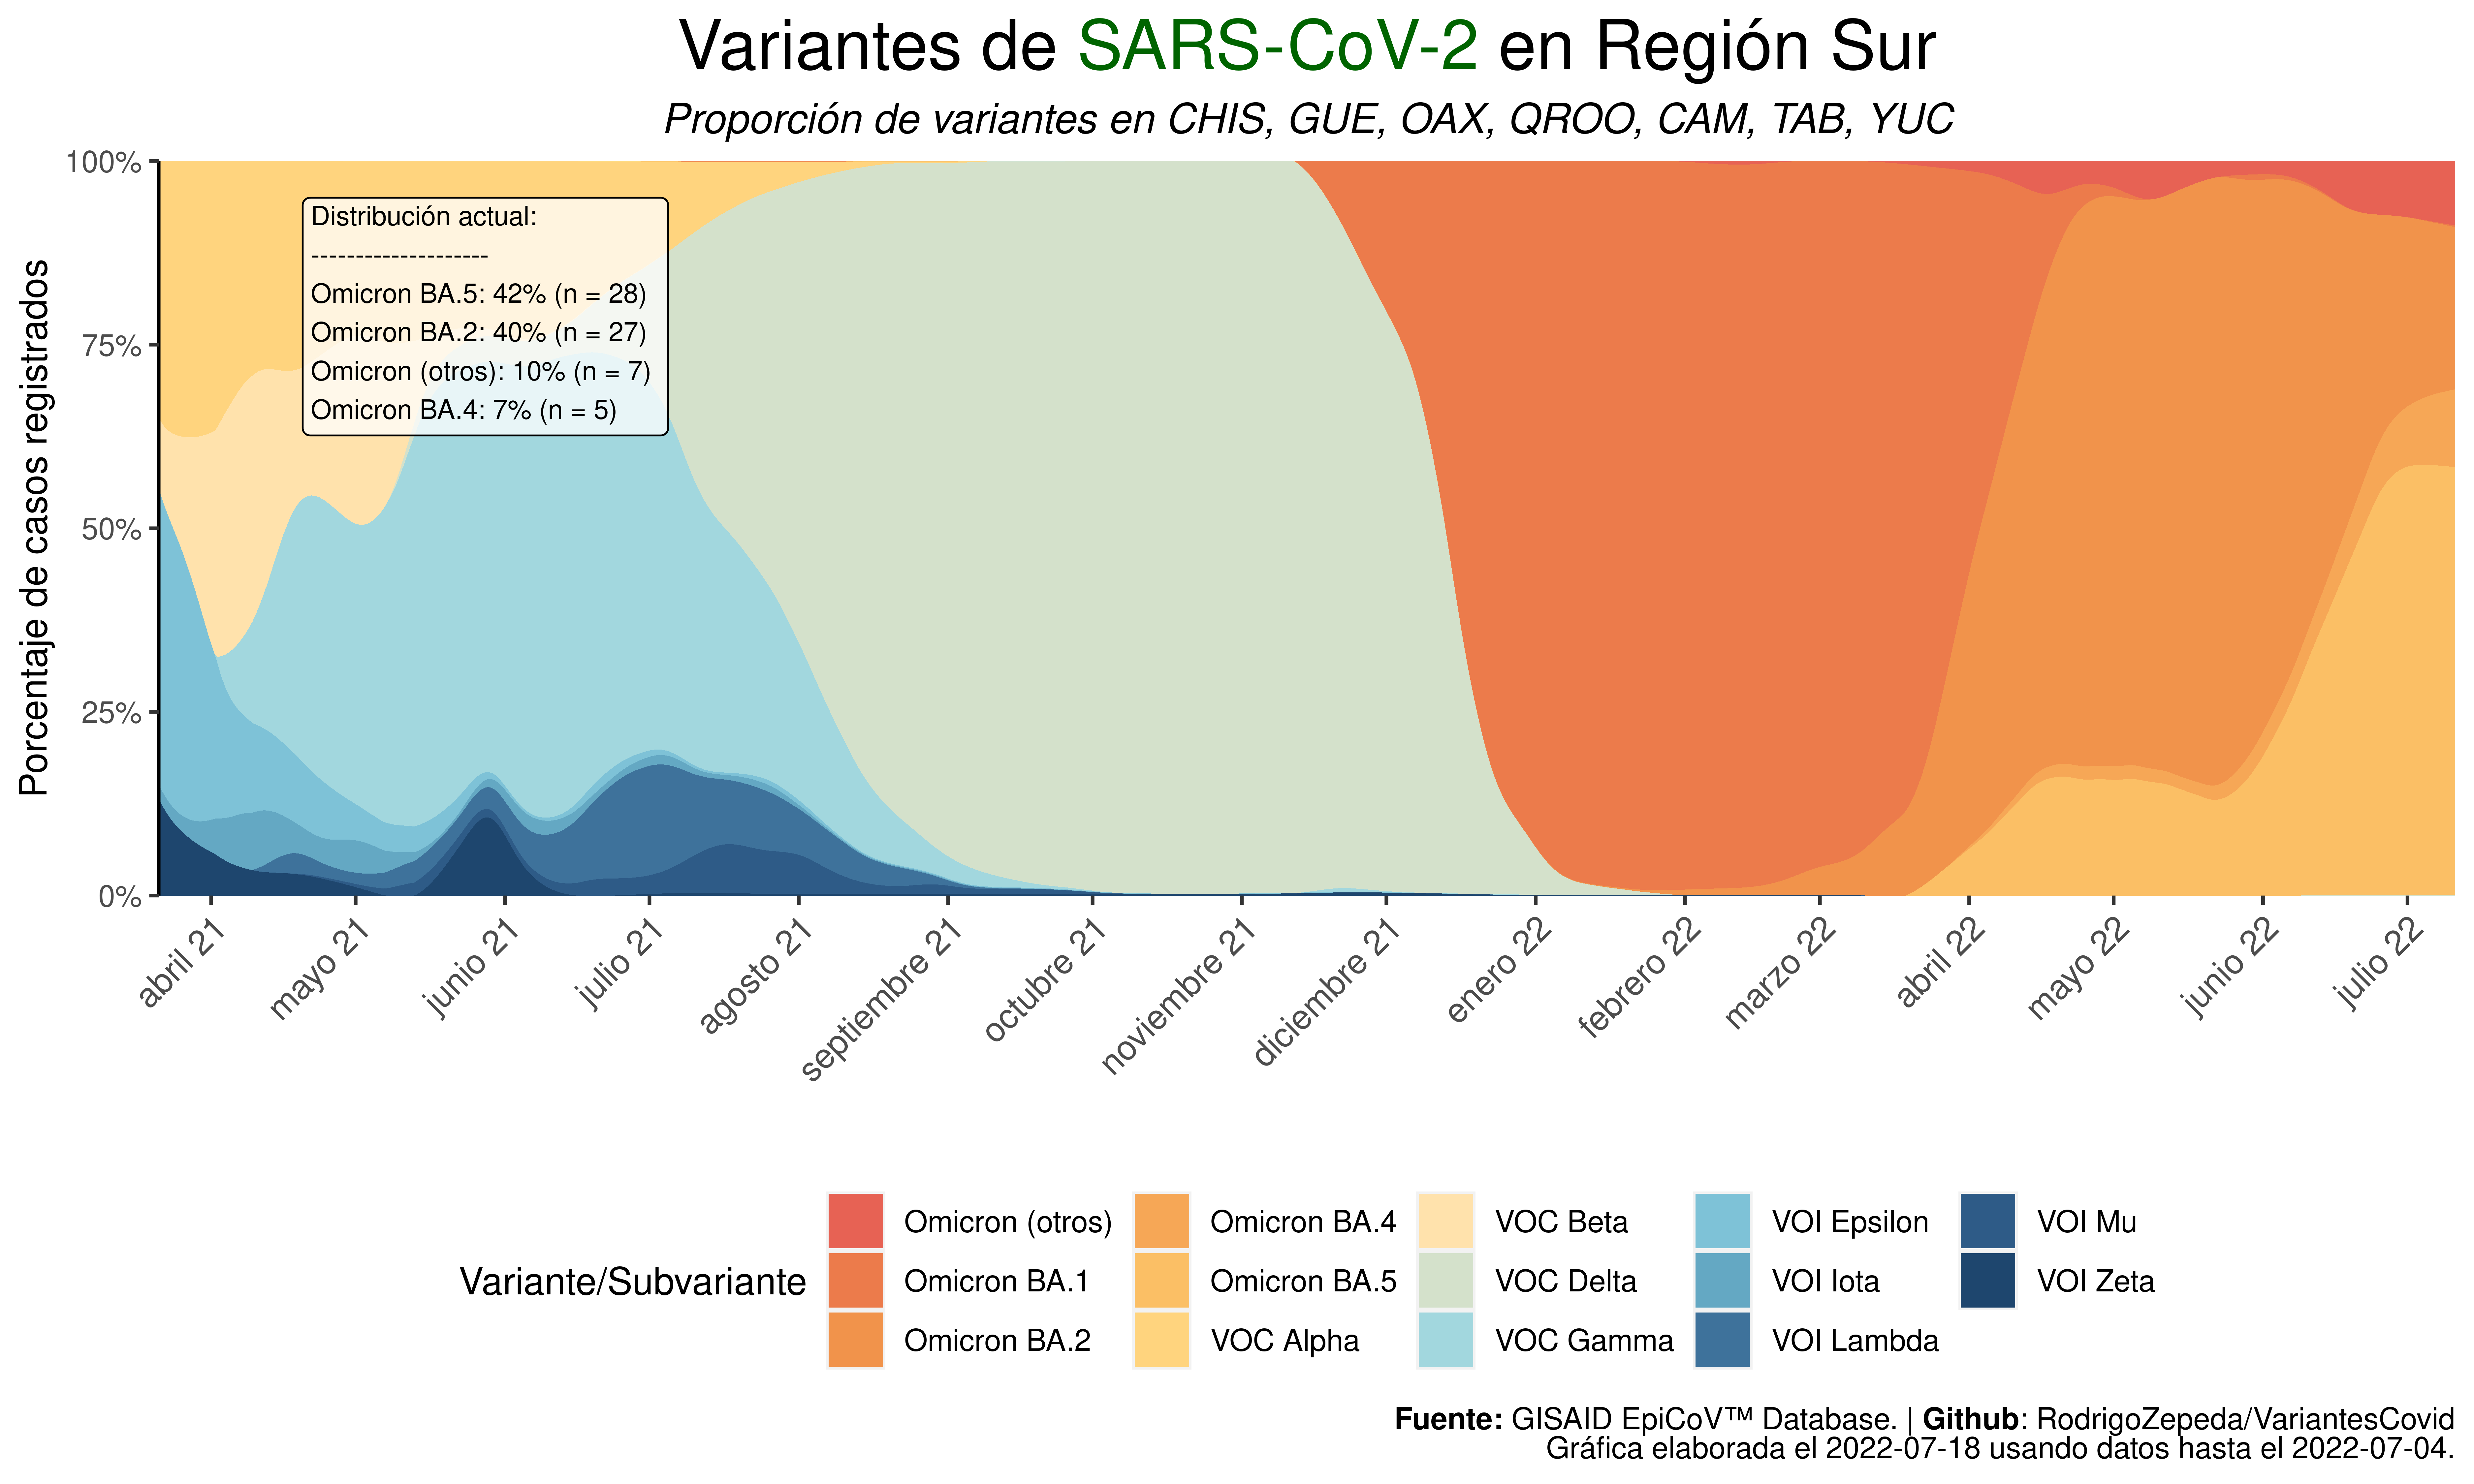 Variantes de SARS-CoV-2 en Región Sur
Proporción de variantes en CHIS, GUE, OAX, QROO, CAM, TAB, YUC
Porcentaje de casos registrados
100%
75%
50%
25%
0%
Distribución actual:
--------------------
Omicron BA.5: 42% (n = 28)
Omicron BA.2: 40% (n = 27)
Omicron (otros): 10% (n = 7)
Omicron BA.4: 7% (n = 5)
abril 21
mayo 21
junio 21
julio 21
agosto 21
septiembre 21
octubre 21
noviembre 21
diciembre 21
enero 22
febrero 22
marzo 22
abril 22
mayo 22
junio 22
julio 22
Variante/Subvariante
Omicron (otros)
Omicron BA.1
Omicron BA.2
Omicron BA.4
Omicron BA.5
VOC Alpha
VOC Beta
VOC Delta
VOC Gamma
VOI Epsilon
VOI Iota
VOI Lambda
VOI Mu
VOI Zeta
Fuente: GISAID EpiCoV™ Database. | Github: RodrigoZepeda/VariantesCovid
Gráfica elaborada el 2022-07-18 usando datos hasta el 2022-07-04.